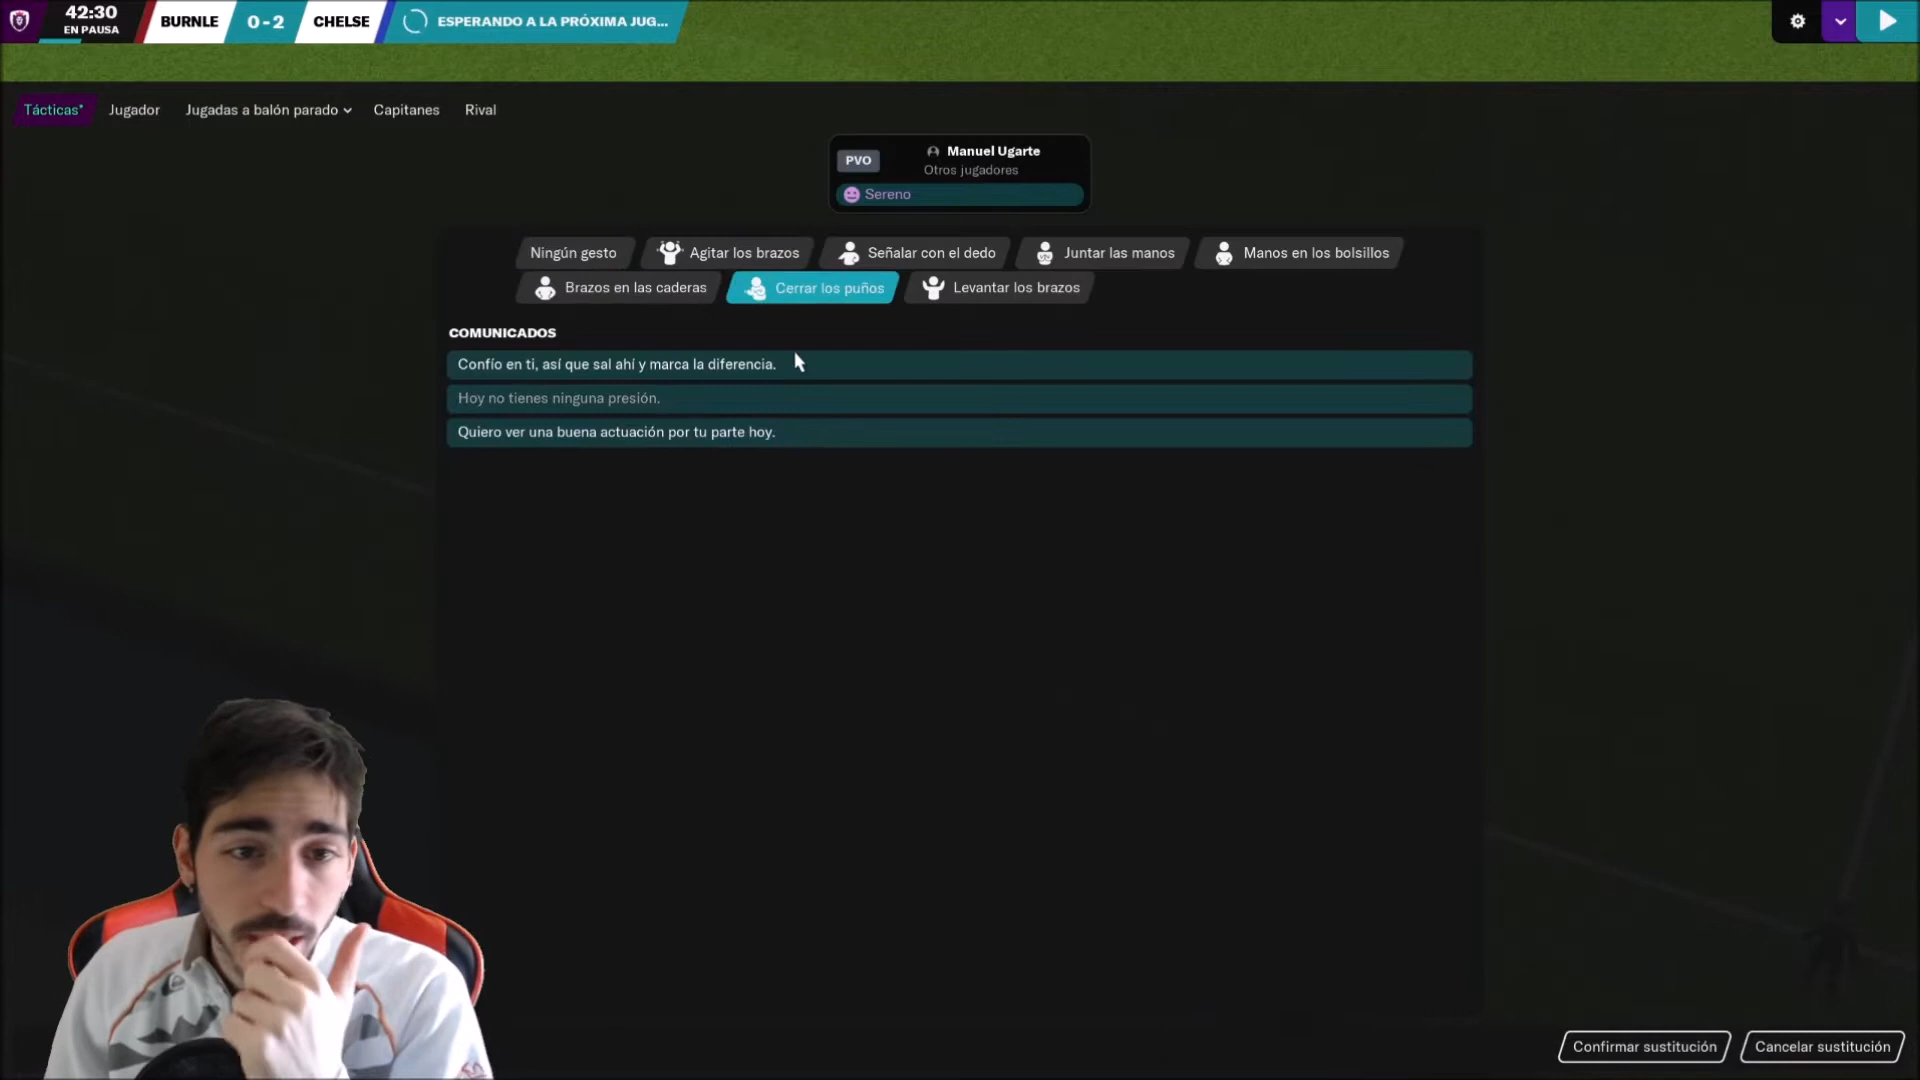 42:30
EN PAUSA
BURNLE
0-2
CHELSE
ESPERANDO A LA PRÓXIMA JUG...
Tácticas*
Jugador
Jugadas a balón parado
Capitanes
Rival
PVO
Manuel Ugarte
Otros jugadores
Sereno
Ningún gesto
Agitar los brazos
Señalar con el dedo
Juntar las manos
Manos en los bolsillos
Brazos en las caderas
Cerrar los puños
Levantar los brazos
COMUNICADOS
Confío en ti, así que sal ahí y marca la diferencia.
Hoy no tienes ninguna presión.
Quiero ver una buena actuación por tu parte hoy.
Confirmar sustitución
Cancelar sustitución